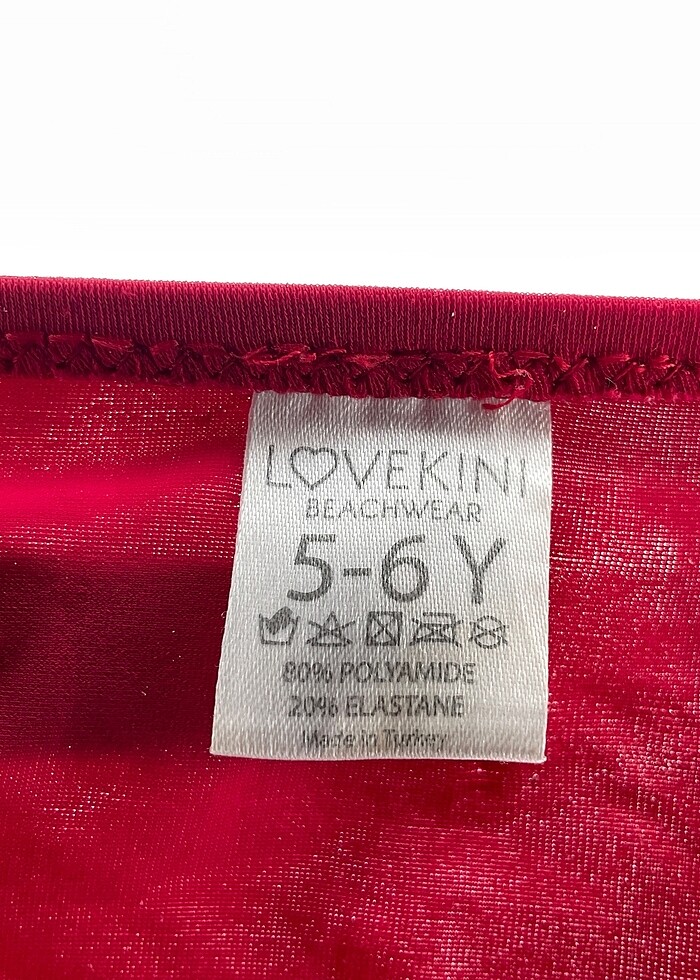 LOVEKINI
BEACHWEAR
5-6 Y
80% POLYAMIDE
20% ELASTANE
Made in Turkey